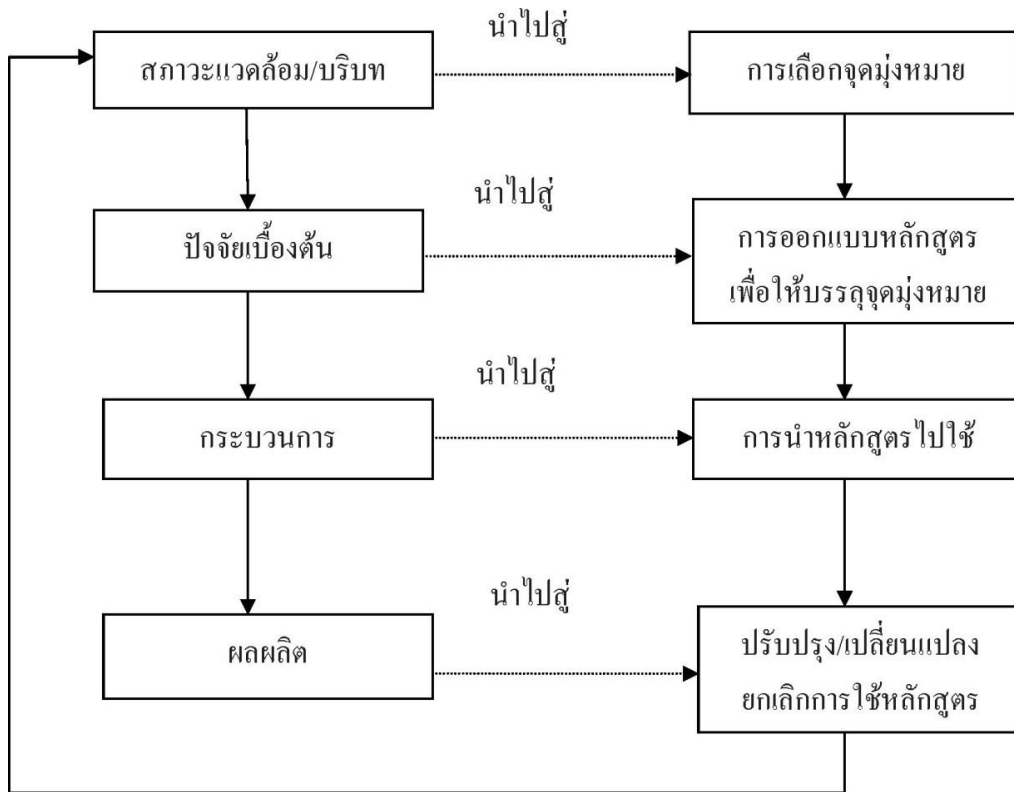 นำไปสู่
สภาวะแวดล้อม/บริบท
การเลือกจุดมุ่งหมาย
นำไปสู่
ปัจจัยเบื้องต้น
การออกแบบหลักสูตร
เพื่อให้บรรลุจุดมุ่งหมาย
นำไปสู่
กระบวนการ
การนำหลักสูตรไปใช้
นำไปสู่
ผลผลิต
ปรับปรุง/เปลี่ยนแปลง
ยกเลิกการใช้หลักสูตร